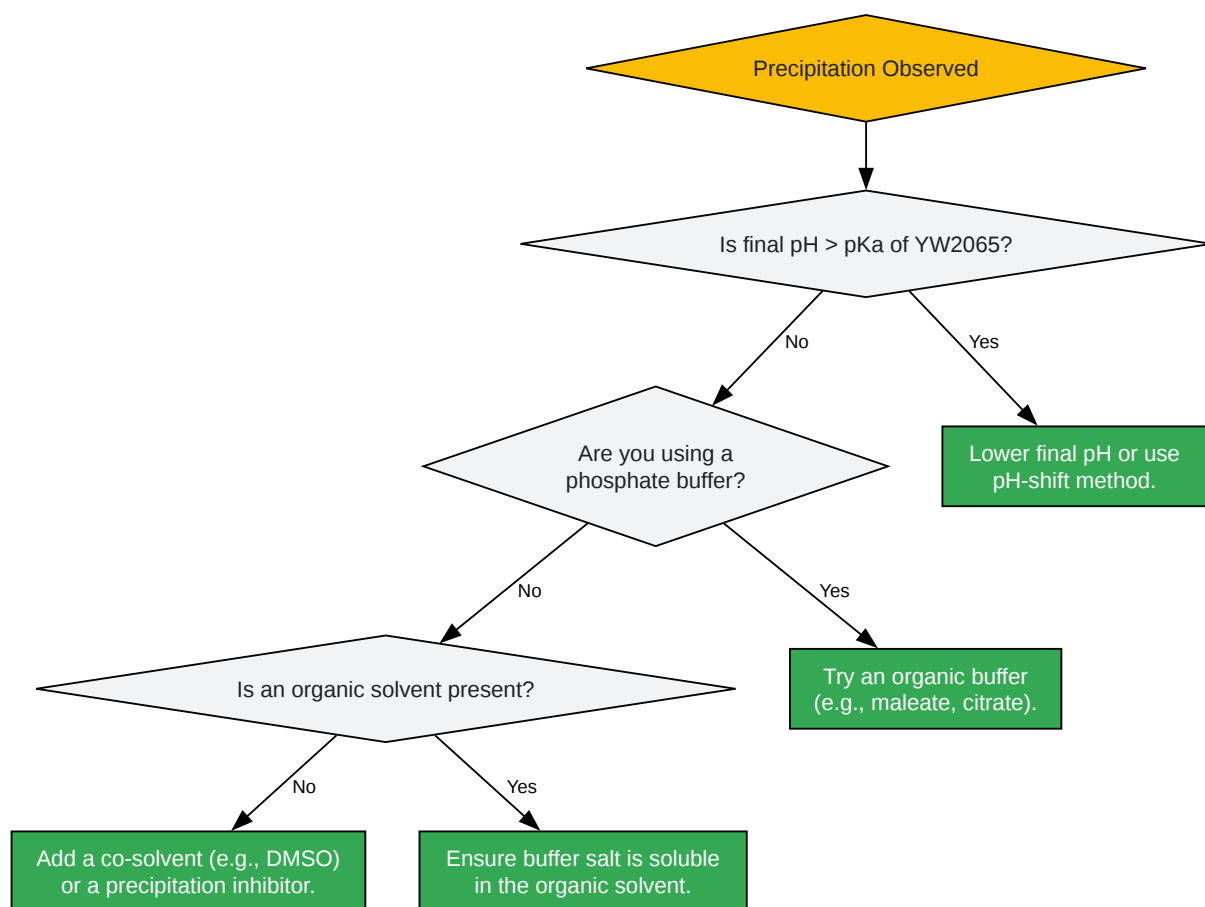 Precipitation Observed
Is final pH > pKa of YW2065?
No
Yes
Are you using a
phosphate buffer?
Lower final pH or use
pH-shift method.
No
Yes
Is an organic solvent present?
Try an organic buffer
(e.g., maleate, citrate).
No
Yes
Add a co-solvent (e.g., DMSO)
or a precipitation inhibitor.
Ensure buffer salt is soluble
in the organic solvent.